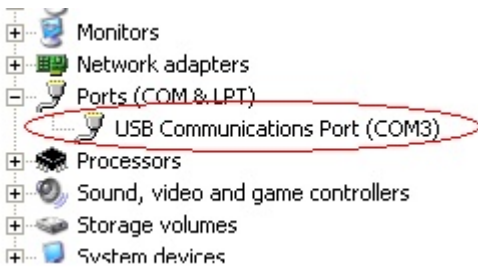 Monitors
Network adapters
Ports (COM & LPT)
USB Communications Port (COM3)
Processors
Sound, video and game controllers
Storage volumes
System devices